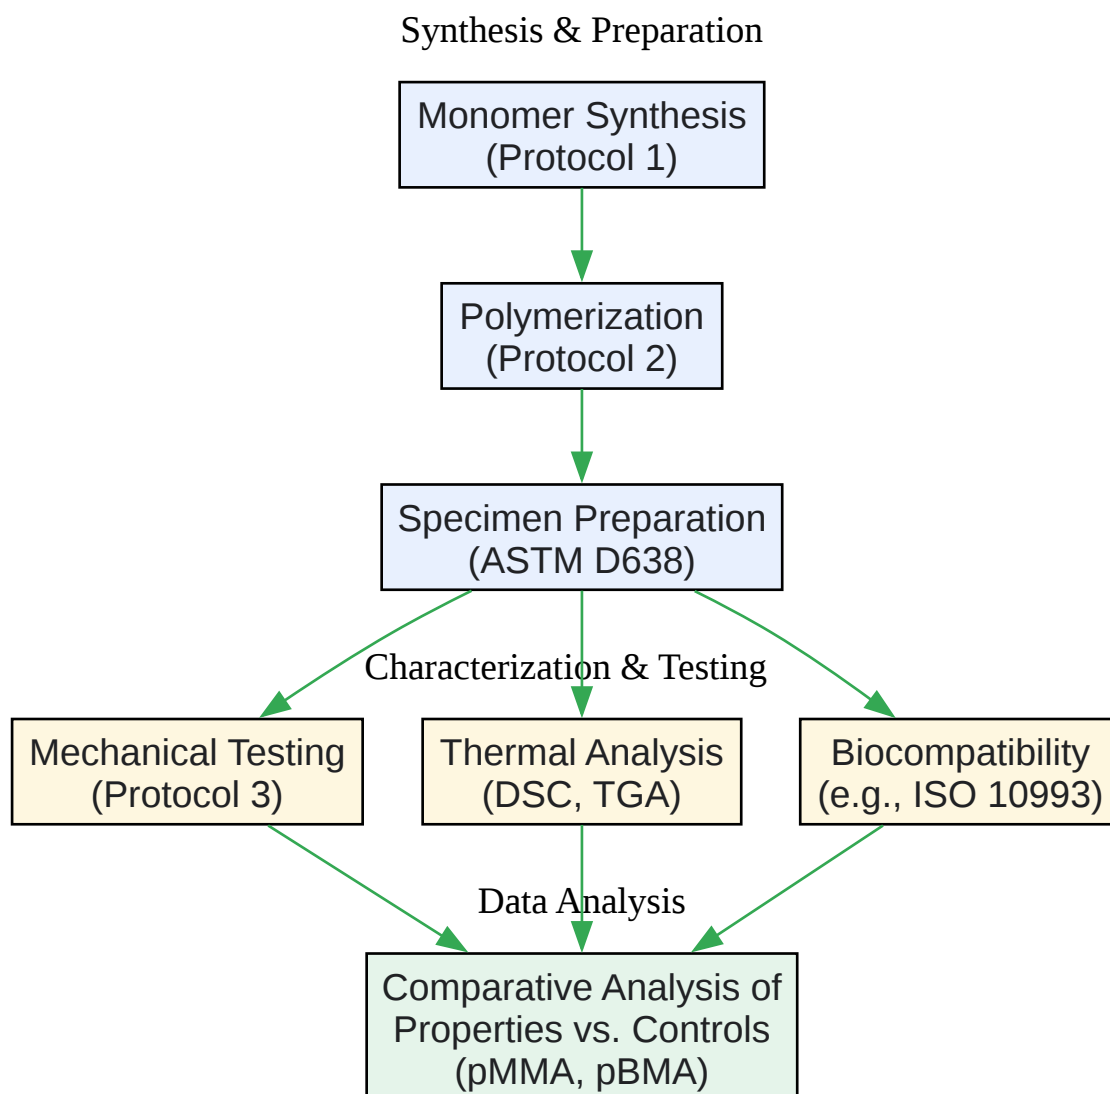 Synthesis & Preparation
Monomer Synthesis
(Protocol 1)
Polymerization
(Protocol 2)
Specimen Preparation
(ASTM D638)
Characterization & Testing
Mechanical Testing
(Protocol 3)
Thermal Analysis
(DSC, TGA)
Biocompatibility
(e.g., ISO 10993)
Data Analysis
Comparative Analysis of
Properties vs. Controls
(pMMA, pBMA)